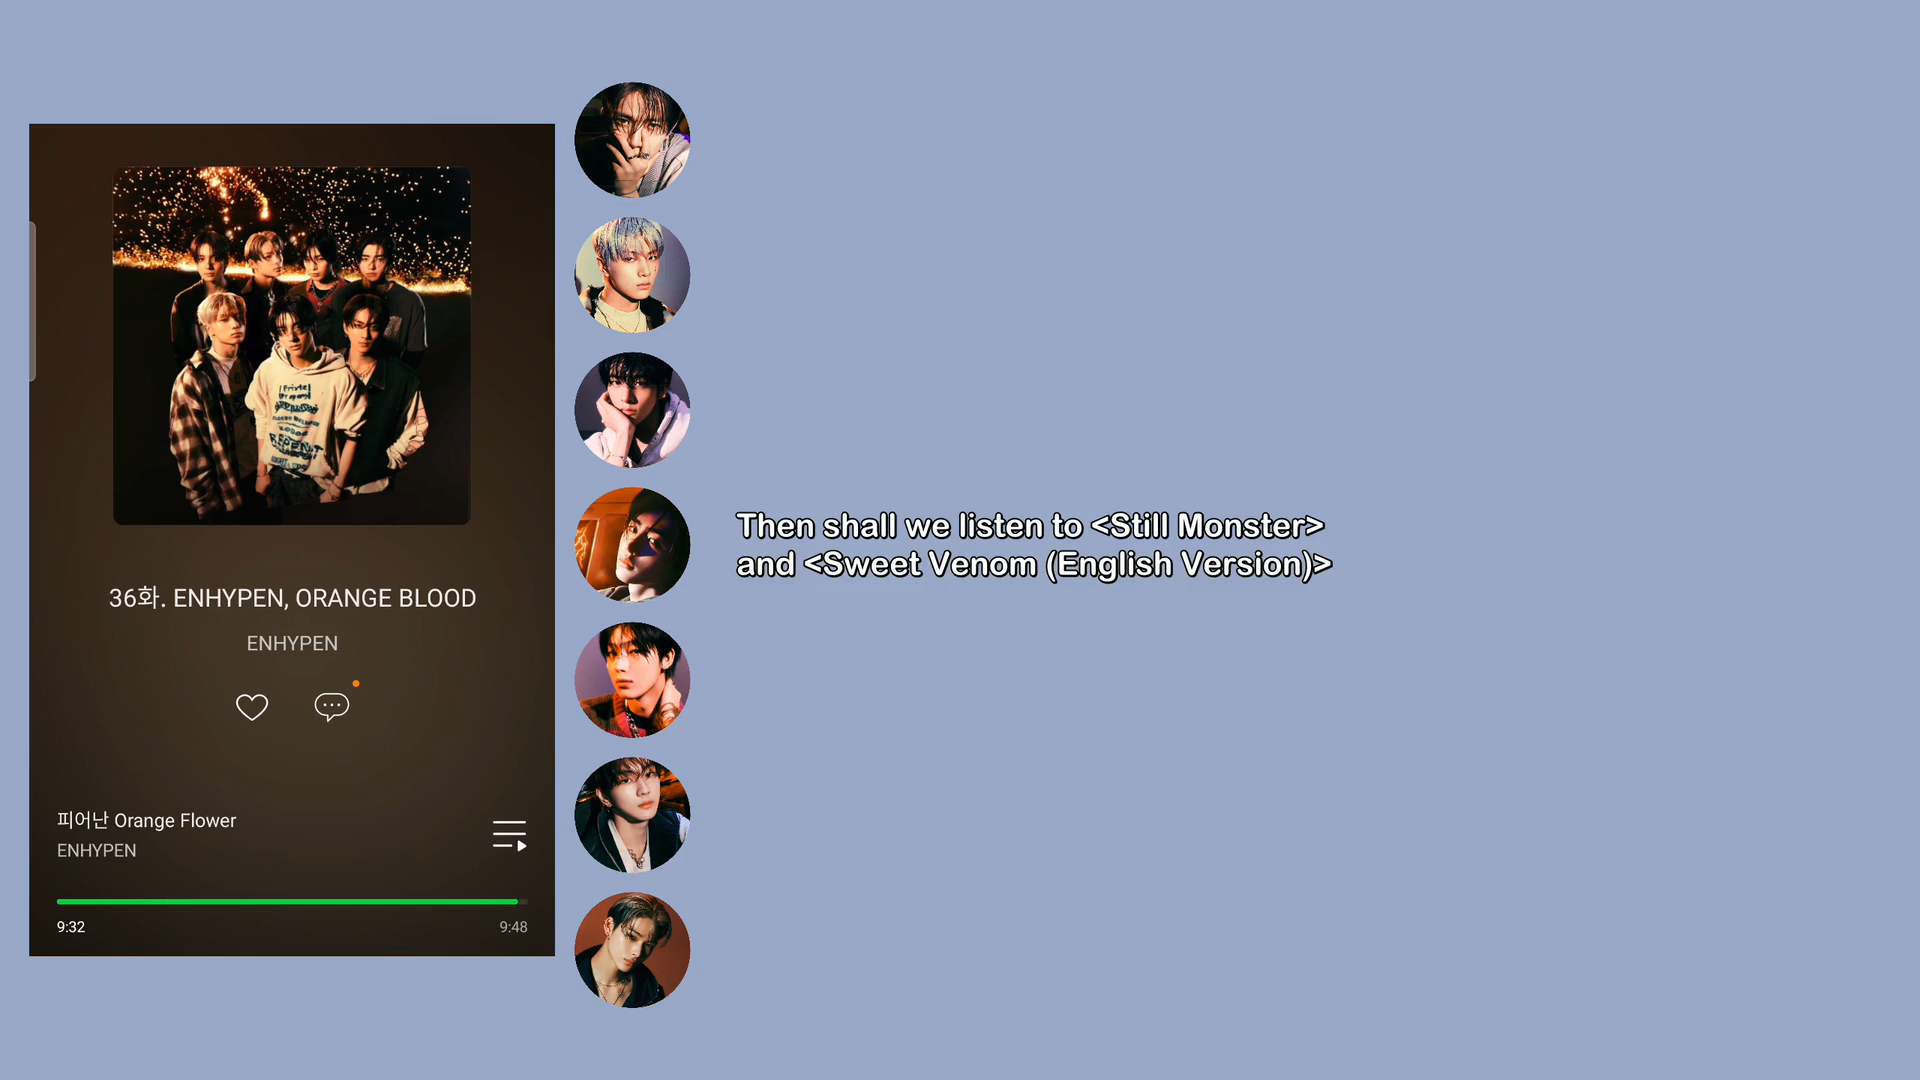 36화. ENHYPEN, ORANGE BLOOD
ENHYPEN
피어난 Orange Flower
ENHYPEN
9:32
9:48
Then shall we listen to <Still Monster>
and <Sweet Venom (English Version)>